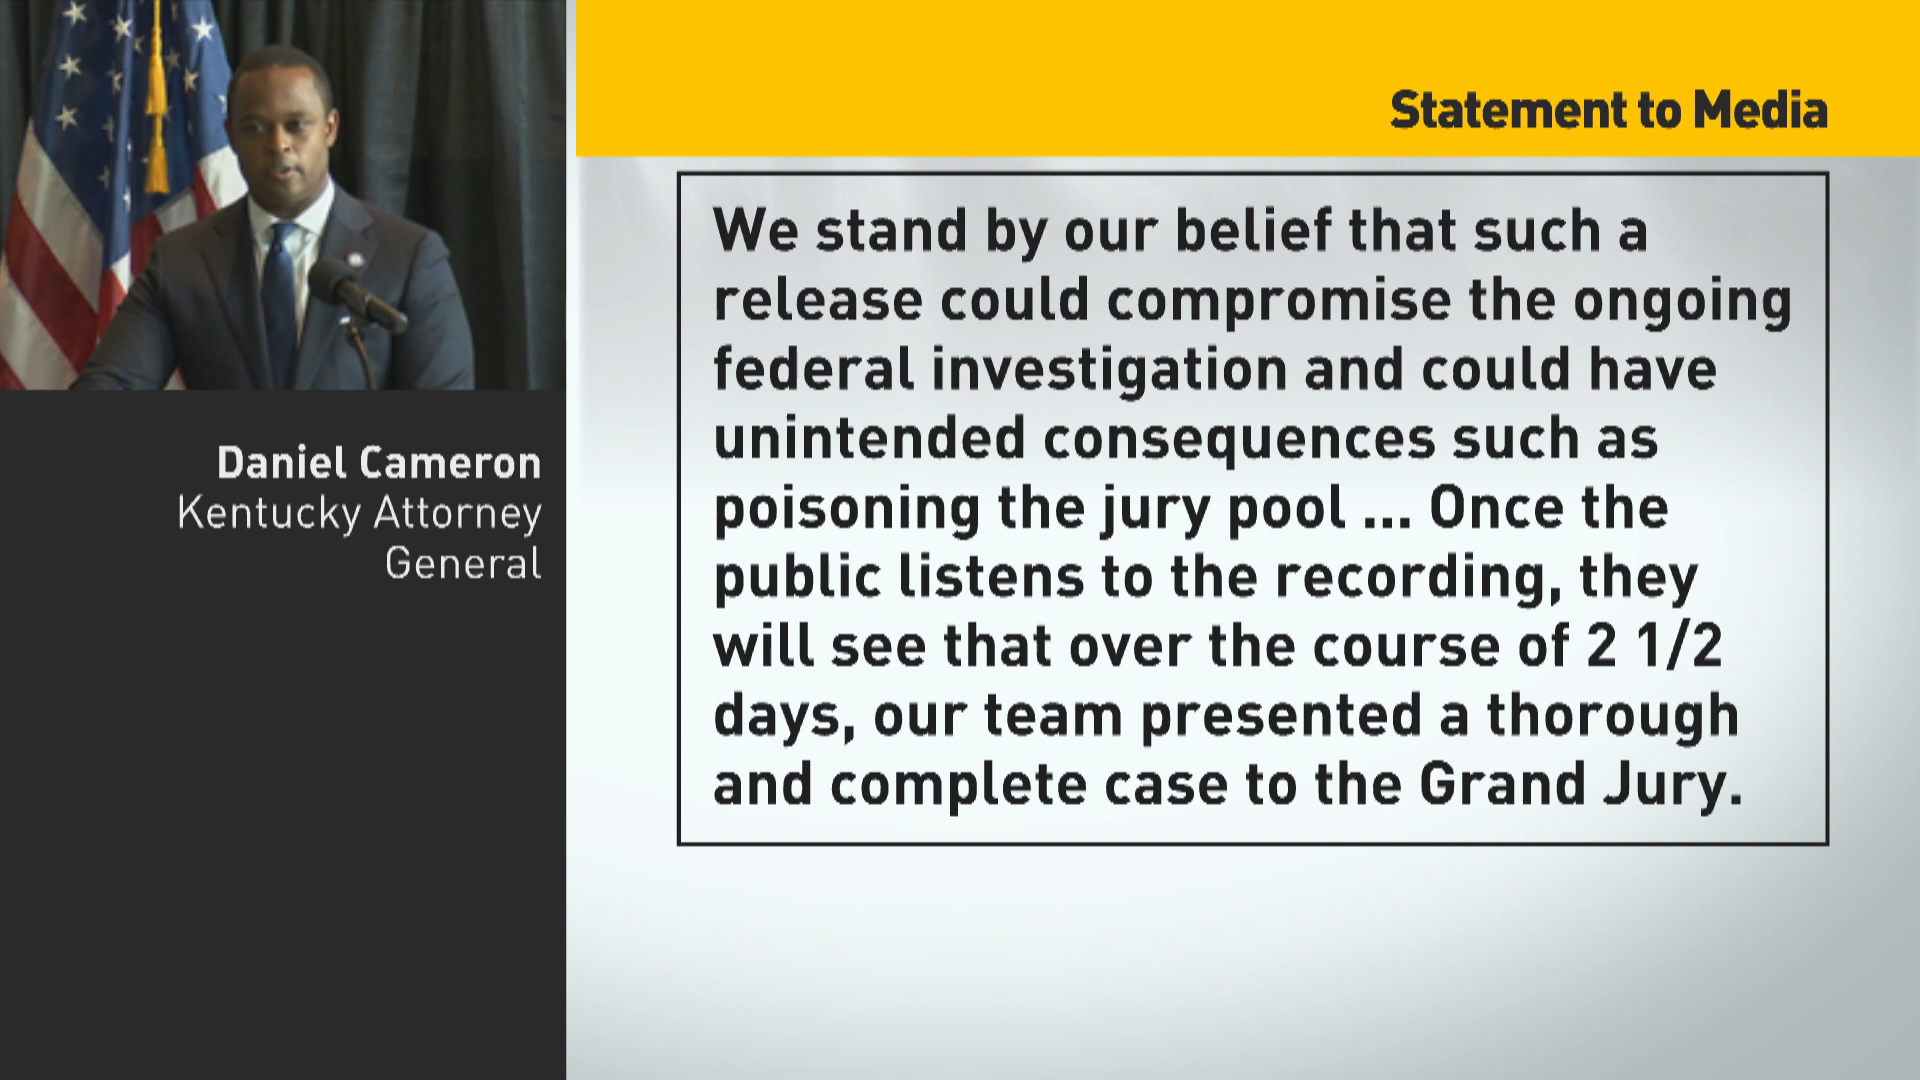 Statement to Media
We stand by our belief that such a
release could compromise the ongoing
federal investigation and could have
unintended consequences such as
poisoning the jury pool ... Once the
public listens to the recording, they
will see that over the course of 2 1/2
days, our team presented a thorough
and complete case to the Grand Jury.
Daniel Cameron
Kentucky Attorney
General